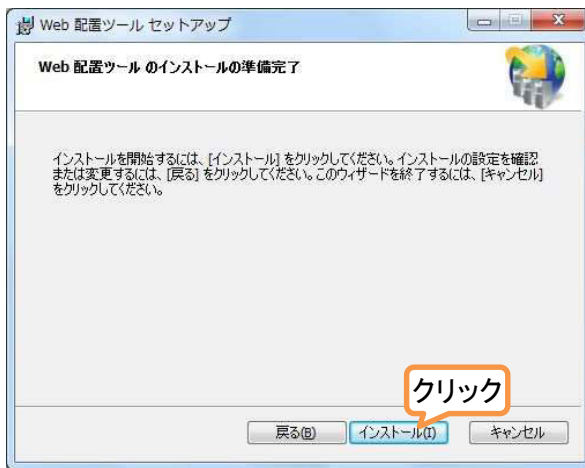 Web 配置ツール セットアップ
Web 配置ツール のインストールの準備完了
インストールを開始するには、[インストール] をクリックしてください。インストールの設定を確認
または変更するには、[戻る] をクリックしてください。このウィザードを終了するには、[キャンセル]
をクリックしてください。
クリック
戻る(B) インストール(I) キャンセル